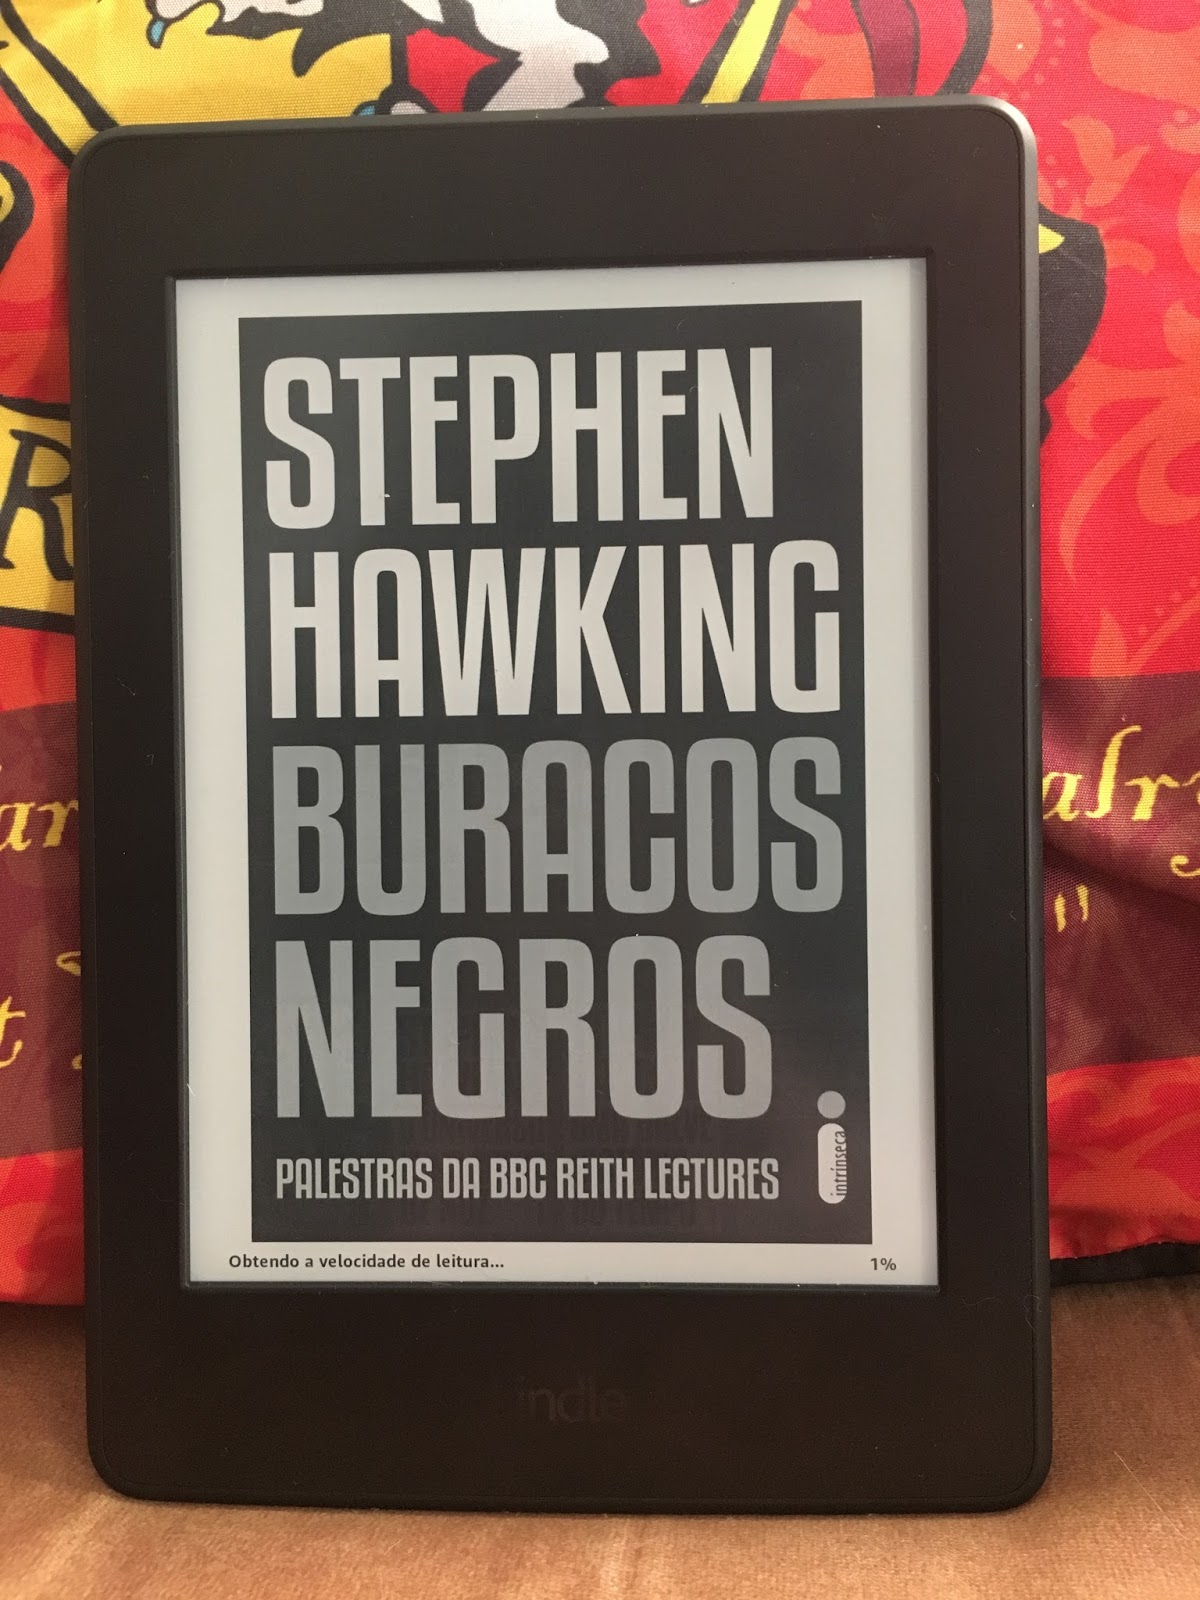 STEPHEN
HAWKING
BURACOS
NEGROS
PALESTRAS DA BBC REITH LECTURES
intrínseca
Obtendo a velocidade de leitura... 1%